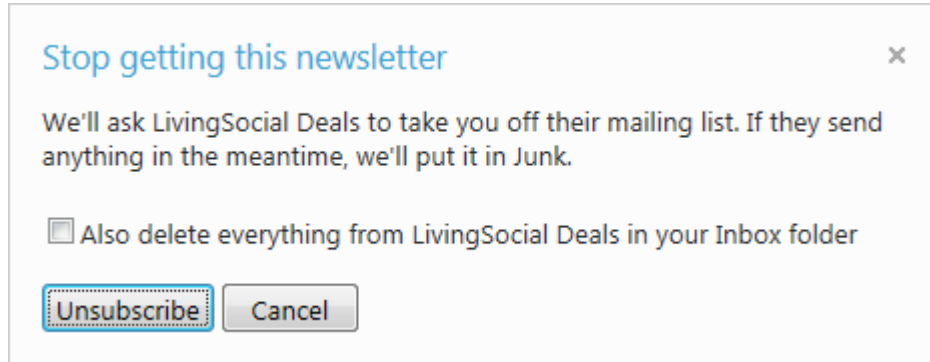 Stop getting this newsletter
We'll ask LivingSocial Deals to take you off their mailing list. If they send
anything in the meantime, we'll put it in Junk.
Also delete everything from LivingSocial Deals in your Inbox folder
Unsubscribe Cancel